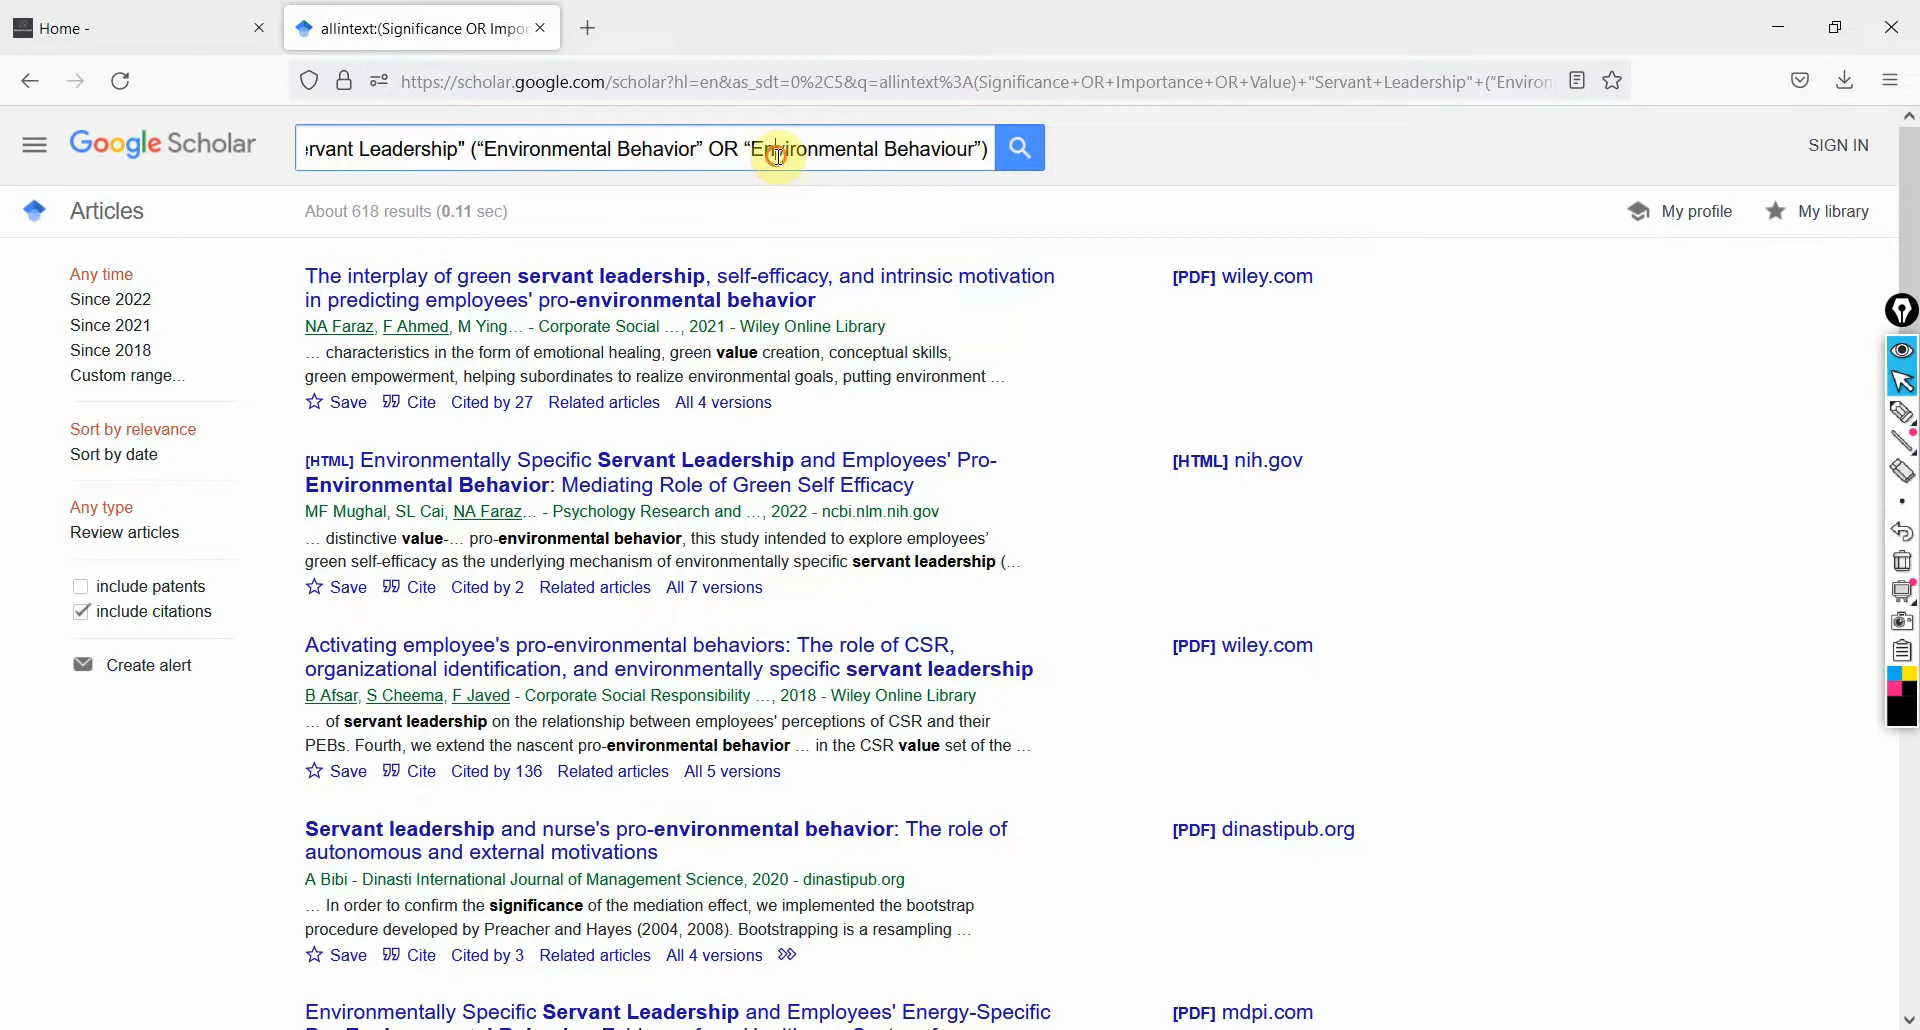 Home -
allintext:(Significance OR Impor
https://scholar.google.com/scholar?hl=en&as_sdt=0%2C5&q=allintext%3A(Significance+OR+Importance+OR+Value)+"Servant+Leadership"+("Environ
Google Scholar
rvant Leadership" (“Environmental Behavior” OR “Environmental Behaviour”)
SIGN IN
Articles
About 618 results (0.11 sec)
My profile
My library
Any time
Since 2022
Since 2021
Since 2018
Custom range...
Sort by relevance
Sort by date
Any type
Review articles
include patents
include citations
Create alert
The interplay of green servant leadership, self-efficacy, and intrinsic motivation
in predicting employees' pro-environmental behavior
NA Faraz, F Ahmed, M Ying... - Corporate Social ..., 2021 - Wiley Online Library
... characteristics in the form of emotional healing, green value creation, conceptual skills,
green empowerment, helping subordinates to realize environmental goals, putting environment ...
Save Cite Cited by 27 Related articles All 4 versions
[PDF] wiley.com
[HTML] Environmentally Specific Servant Leadership and Employees' Pro-
Environmental Behavior: Mediating Role of Green Self Efficacy
MF Mughal, SL Cai, NA Faraz... - Psychology Research and ..., 2022 - ncbi.nlm.nih.gov
... distinctive value-... pro-environmental behavior, this study intended to explore employees'
green self-efficacy as the underlying mechanism of environmentally specific servant leadership (...
Save Cite Cited by 2 Related articles All 7 versions
[HTML] nih.gov
Activating employee's pro-environmental behaviors: The role of CSR,
organizational identification, and environmentally specific servant leadership
B Afsar, S Cheema, F Javed - Corporate Social Responsibility ..., 2018 - Wiley Online Library
... of servant leadership on the relationship between employees' perceptions of CSR and their
PEBs. Fourth, we extend the nascent pro-environmental behavior ... in the CSR value set of the ...
Save Cite Cited by 136 Related articles All 5 versions
[PDF] wiley.com
Servant leadership and nurse's pro-environmental behavior: The role of
autonomous and external motivations
A Bibi - Dinasti International Journal of Management Science, 2020 - dinastipub.org
... In order to confirm the significance of the mediation effect, we implemented the bootstrap
procedure developed by Preacher and Hayes (2004, 2008). Bootstrapping is a resampling ...
Save Cite Cited by 3 Related articles All 4 versions
[PDF] dinastipub.org
Environmentally Specific Servant Leadership and Employees' Energy-Specific
[PDF] mdpi.com